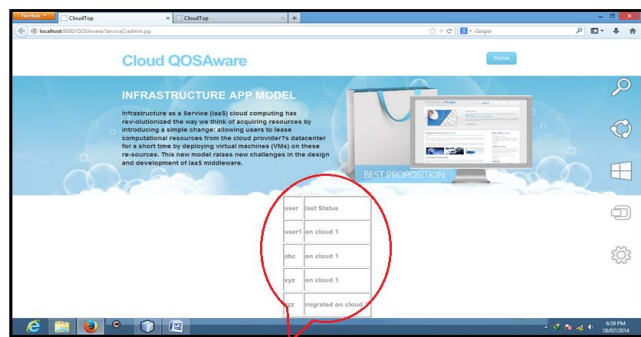 Firefox
CloudTop
CloudTop
localhost:8080/QOSAware/Service2/admin.jsp
Google
Cloud QOSAware
Home
INFRASTRUCTURE APP MODEL
Infrastructure as a Service (IaaS) cloud computing has
rev-olutionized the way we think of acquiring resources by
introducing a simple change: allowing users to lease
computational resources from the cloud provider?s datacenter
for a short time by deploying virtual machines (VMs) on these
re-sources. This new model raises new challenges in the design
and development of IaaS middleware.
BEST PROPOSITION
user last Status
user1 on cloud 1
abc on cloud 1
xyz on cloud 1
migrated on cloud
6:59 PM
18/07/2014